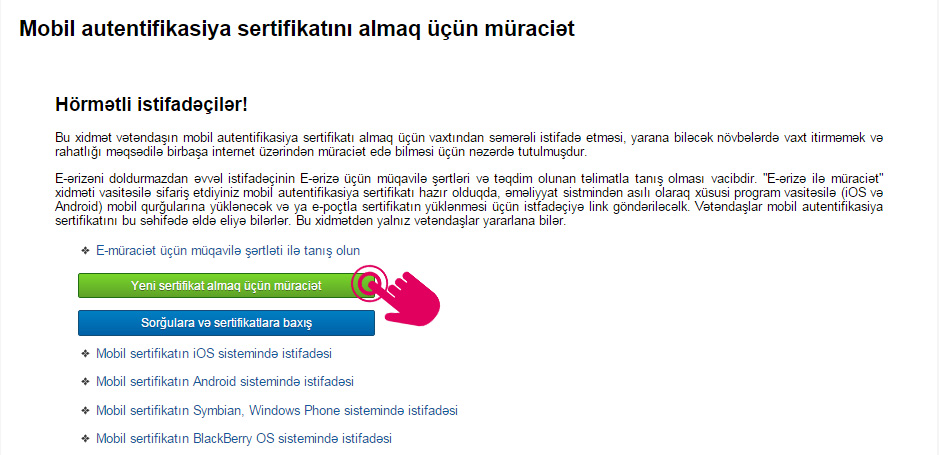 Mobil autentifikasiya sertifikatını almaq üçün müraciət
Hörmətli istifadəçilər!
Bu xidmət vətəndaşın mobil autentifikasiya sertifikatı almaq üçün vaxtından səmərəli istifadə etməsi, yarana biləcək növbələrdə vaxt itirməmək və
rahatlığı məqsədilə birbaşa internet üzərindən müraciət edə bilməsi üçün nəzərdə tutulmuşdur.
E-ərizəni doldurmazdan əvvəl istifadəçinin E-ərizə üçün müqavilə şərtləri və təqdim olunan təlimatla tanış olması vacibdir. "E-ərizə ilə müraciət"
xidməti vasitəsilə sifariş etdiyiniz mobil autentifikasiya sertifikatı hazır olduqda, əməliyyat sistmindən asılı olaraq xüsusi program vasitəsilə (iOS və
Android) mobil qurğularına yüklənəcək və ya e-poçtla sertifikatın yüklənməsi üçün istfadəçiyə link göndəriləcəlk. Vətəndaşlar mobil autentifikasiya
sertifikatını bu səhifədə əldə eliyə bilərlər. Bu xidmətdən yalnız vətəndaşlar yararlana bilər.
E-müraciət üçün müqavilə şərtləti ilə tanış olun
Yeni sertifikat almaq üçün müraciət
Sorğulara və sertifikatlara baxış
Mobil sertifikatın iOS sistemində istifadəsi
Mobil sertifikatın Android sistemində istifadəsi
Mobil sertifikatın Symbian, Windows Phone sistemində istifadəsi
Mobil sertifikatın BlackBerry OS sistemində istifadəsi